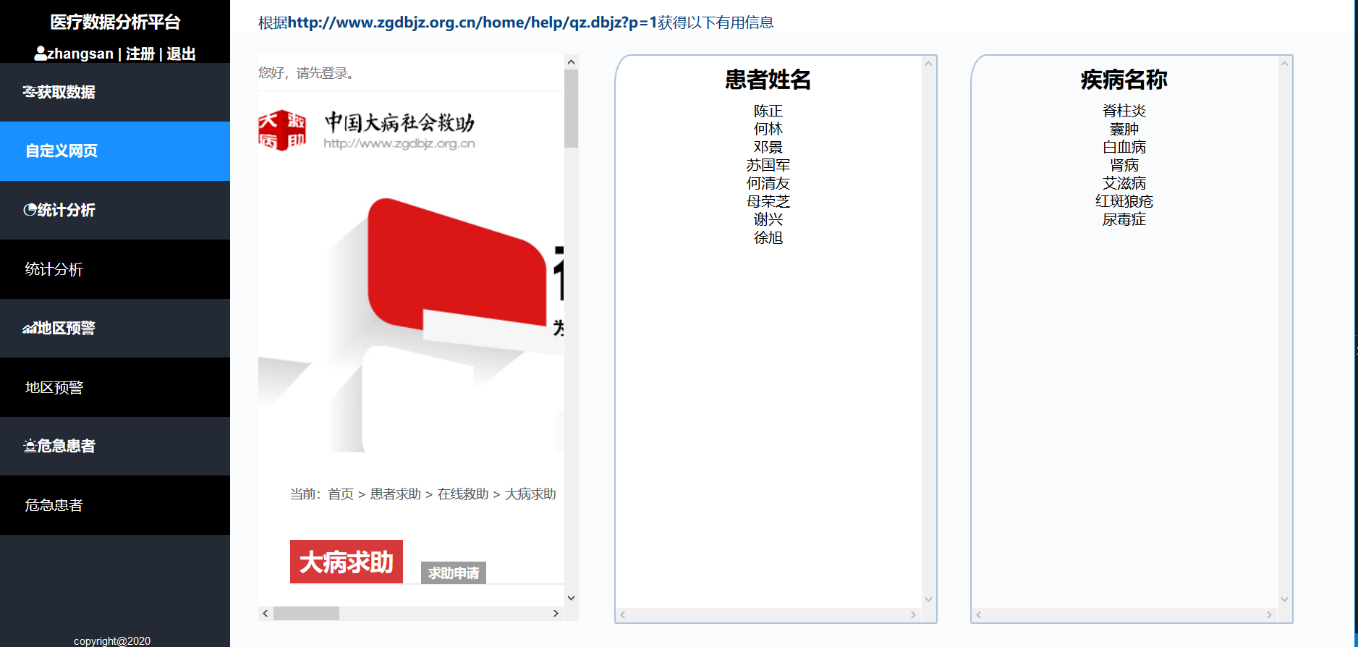 医疗数据分析平台
zhangsan | 注册 | 退出
获取数据
自定义网页
统计分析
统计分析
地区预警
地区预警
危急患者
危急患者
copyright@2020
根据http://www.zgdbjz.org.cn/home/help/qz.dbjz?p=1获得以下有用信息
您好，请先登录。
大病救助
中国大病社会救助
http://www.zgdbjz.org.cn
当前：首页 > 患者求助 > 在线救助 > 大病求助
大病求助
求助申请
患者姓名
陈正
何林
邓景
苏国军
何清友
母荣芝
谢兴
徐旭
疾病名称
脊柱炎
囊肿
白血病
肾病
艾滋病
红斑狼疮
尿毒症